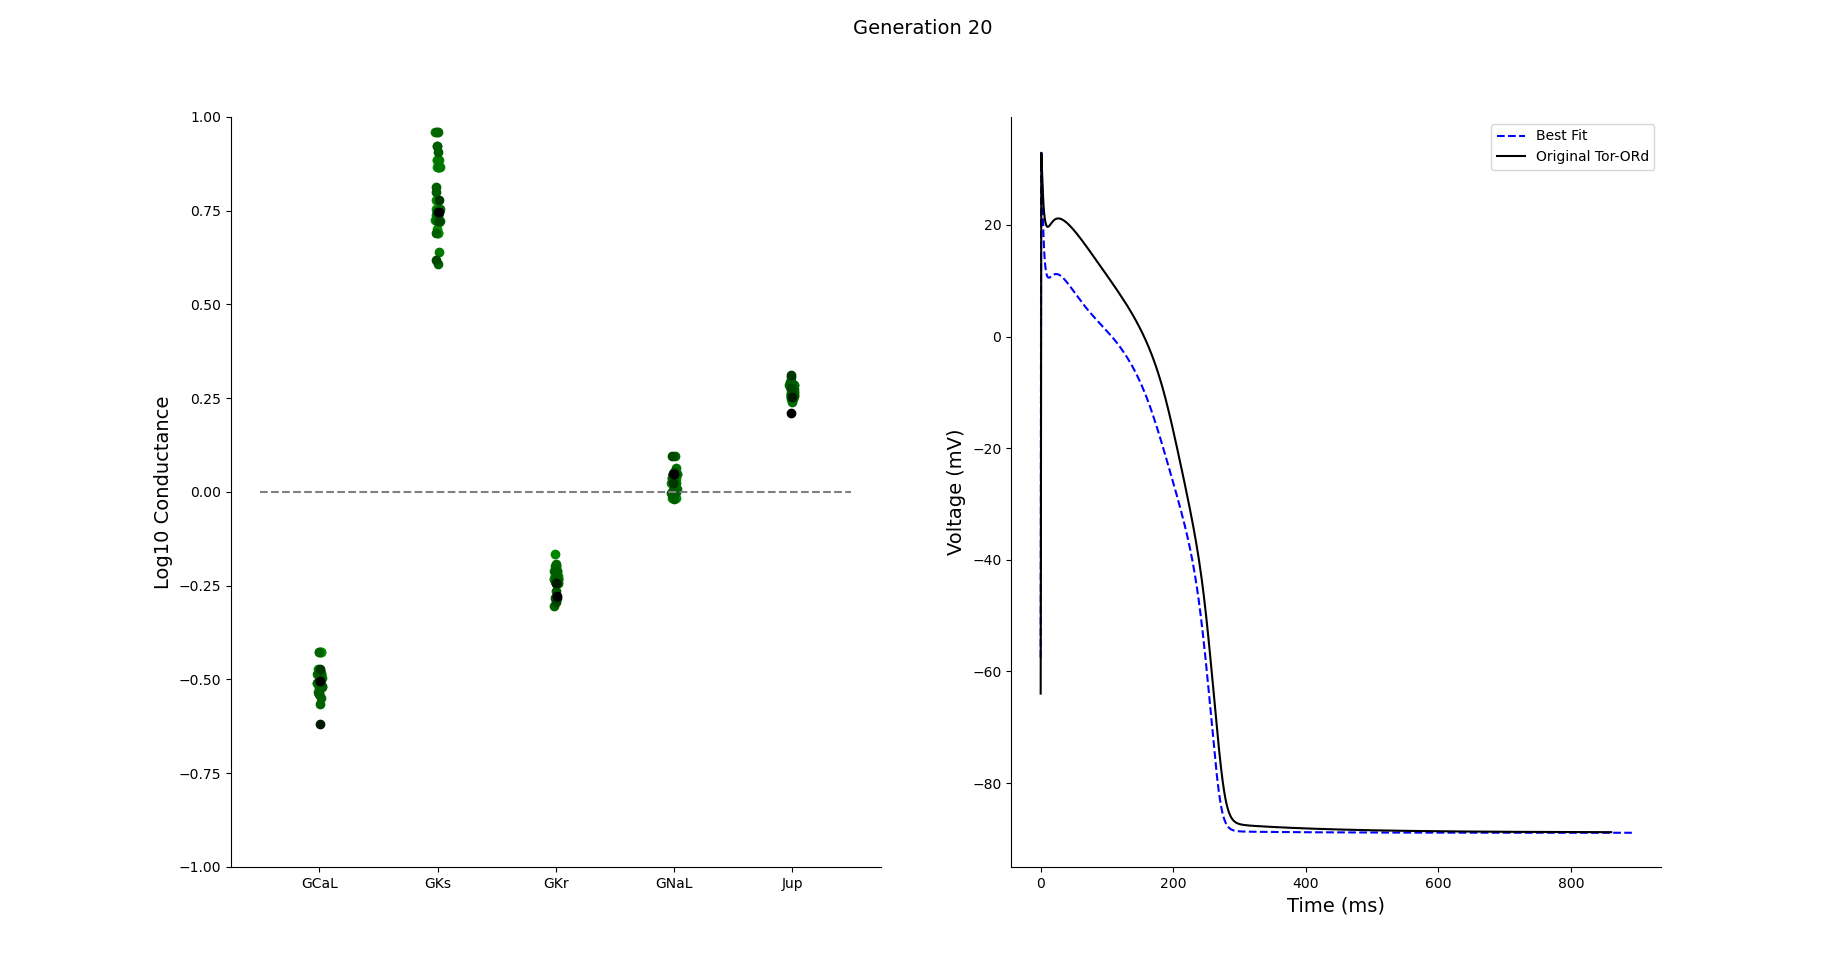 Generation 20
Log10 Conductance
1.00
0.75
0.50
0.25
0.00
−0.25
−0.50
−0.75
−1.00
GCaL GKs GKr GNaL Jup
Voltage (mV)
20
0
−20
−40
−60
−80
0 200 400 600 800
Time (ms)
Best Fit
Original Tor-ORd